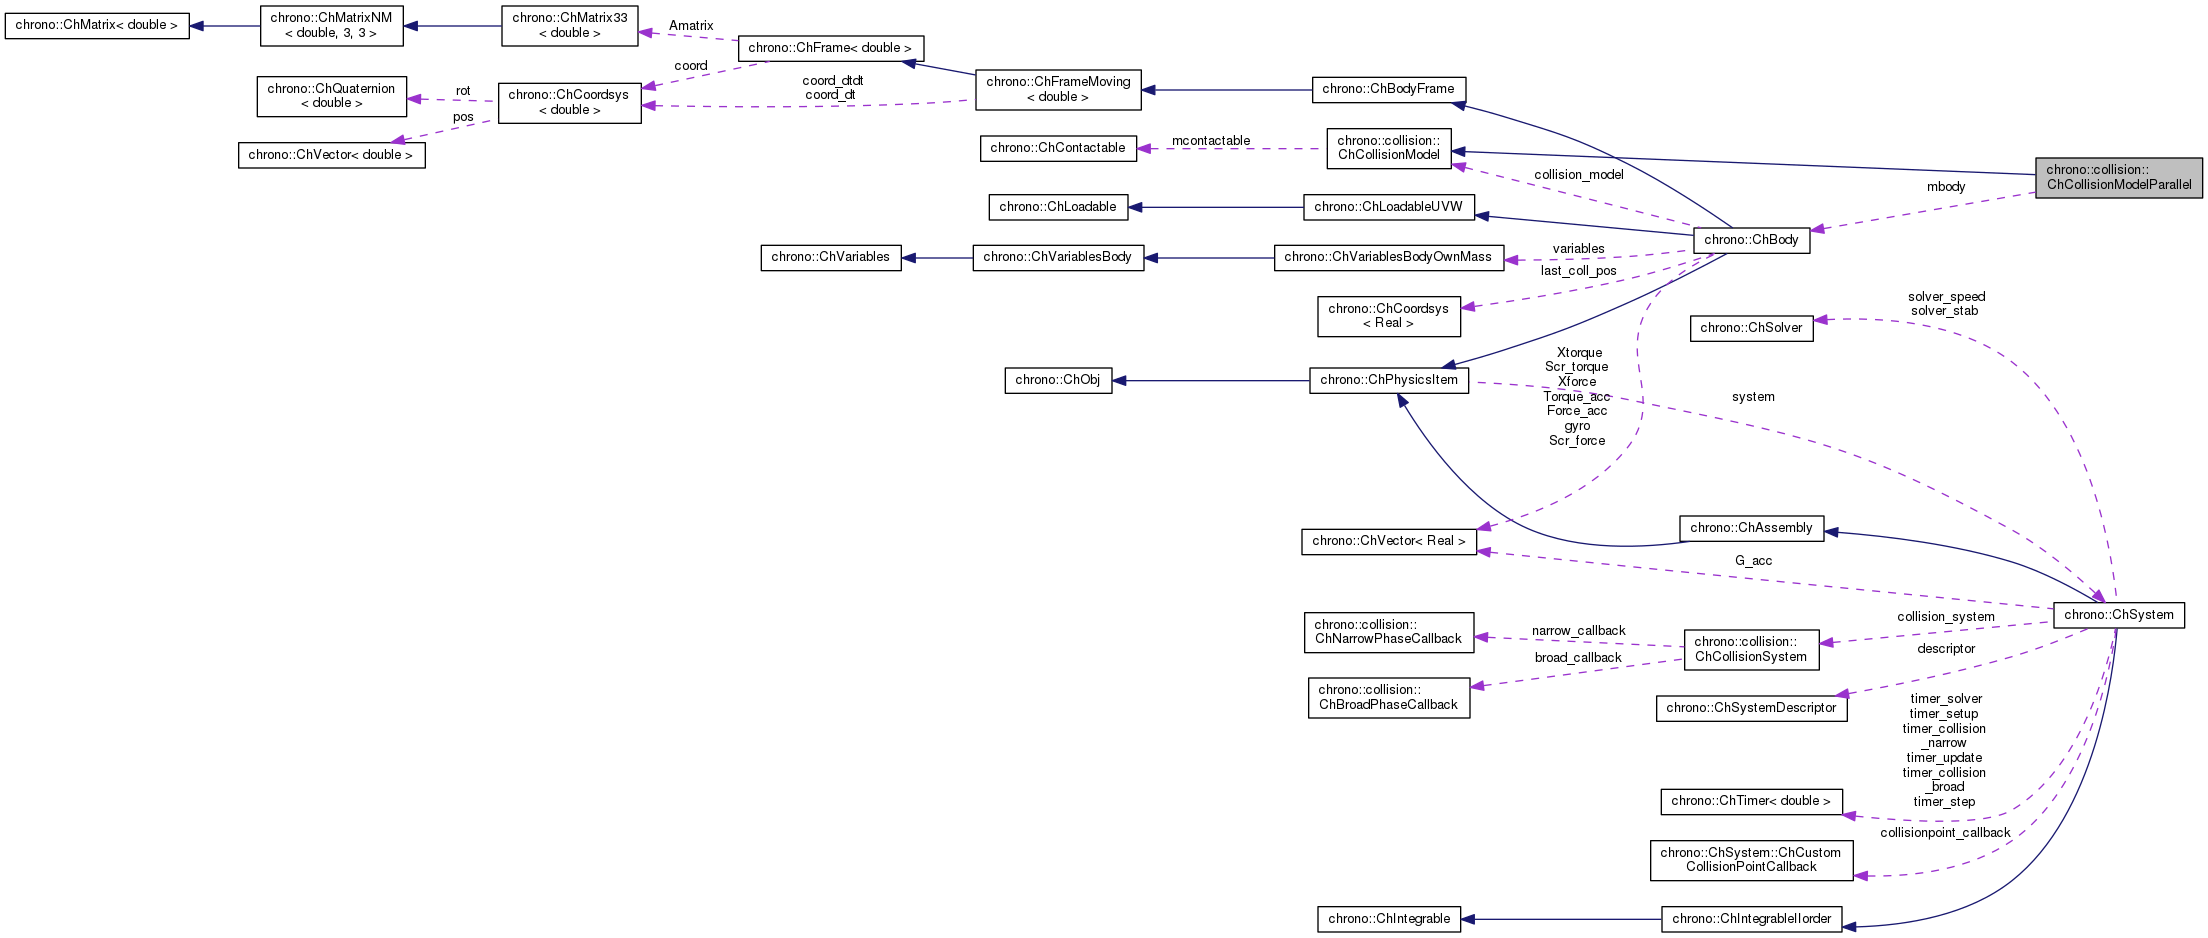 chrono::ChMatrix< double >
chrono::ChMatrixNM
< double, 3, 3 >
chrono::ChMatrix33
< double >
Amatrix
chrono::ChFrame< double >
coord
chrono::ChQuaternion
< double >
rot
chrono::ChCoordsys
< double >
pos
chrono::ChVector< double >
coord_dtdt
coord_dt
chrono::ChFrameMoving
< double >
chrono::ChBodyFrame
chrono::ChContactable
mcontactable
chrono::collision::
ChCollisionModel
collision_model
chrono::collision::
ChCollisionModelParallel
mbody
chrono::ChLoadable
chrono::ChLoadableUVW
chrono::ChBody
chrono::ChVariables
chrono::ChVariablesBody
chrono::ChVariablesBodyOwnMass
variables
last_coll_pos
chrono::ChCoordsys
< Real >
chrono::ChSolver
solver_speed
solver_stab
chrono::ChObj
chrono::ChPhysicsItem
Xtorque
Scr_torque
Xforce
Torque_acc
Force_acc
gyro
Scr_force
system
chrono::ChAssembly
chrono::ChVector< Real >
G_acc
chrono::ChSystem
chrono::collision::
ChNarrowPhaseCallback
narrow_callback
chrono::collision::
ChCollisionSystem
collision_system
broad_callback
chrono::collision::
ChBroadPhaseCallback
descriptor
chrono::ChSystemDescriptor
timer_solver
timer_setup
timer_collision
_narrow
timer_update
timer_collision
_broad
timer_step
chrono::ChTimer< double >
collisionpoint_callback
chrono::ChSystem::ChCustom
CollisionPointCallback
chrono::ChIntegrable
chrono::ChIntegrableIIorder